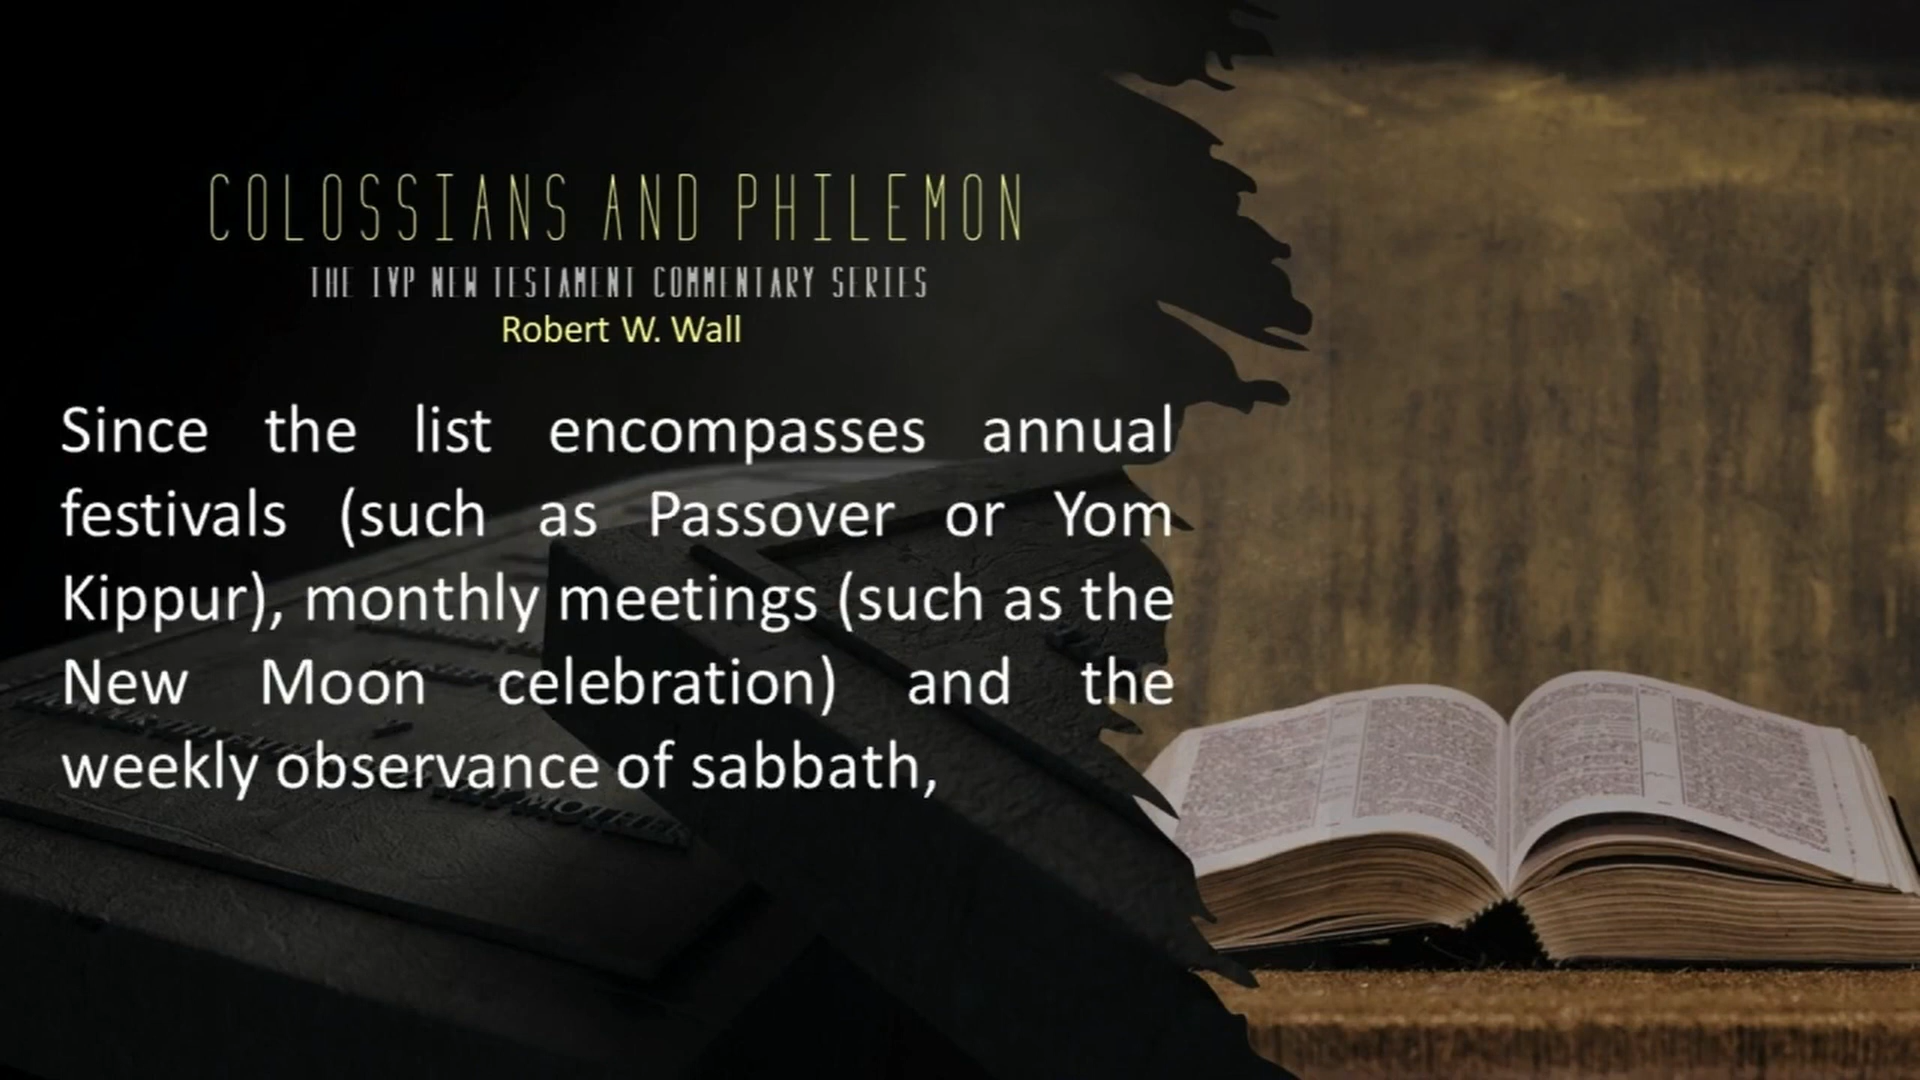 COLOSSIANS AND PHILEMON
THE IVP NEW TESTAMENT COMMENTARY SERIES
Robert W. Wall
Since the list encompasses annual
festivals (such as Passover or Yom
Kippur), monthly meetings (such as the
New Moon celebration) and the
weekly observance of sabbath,